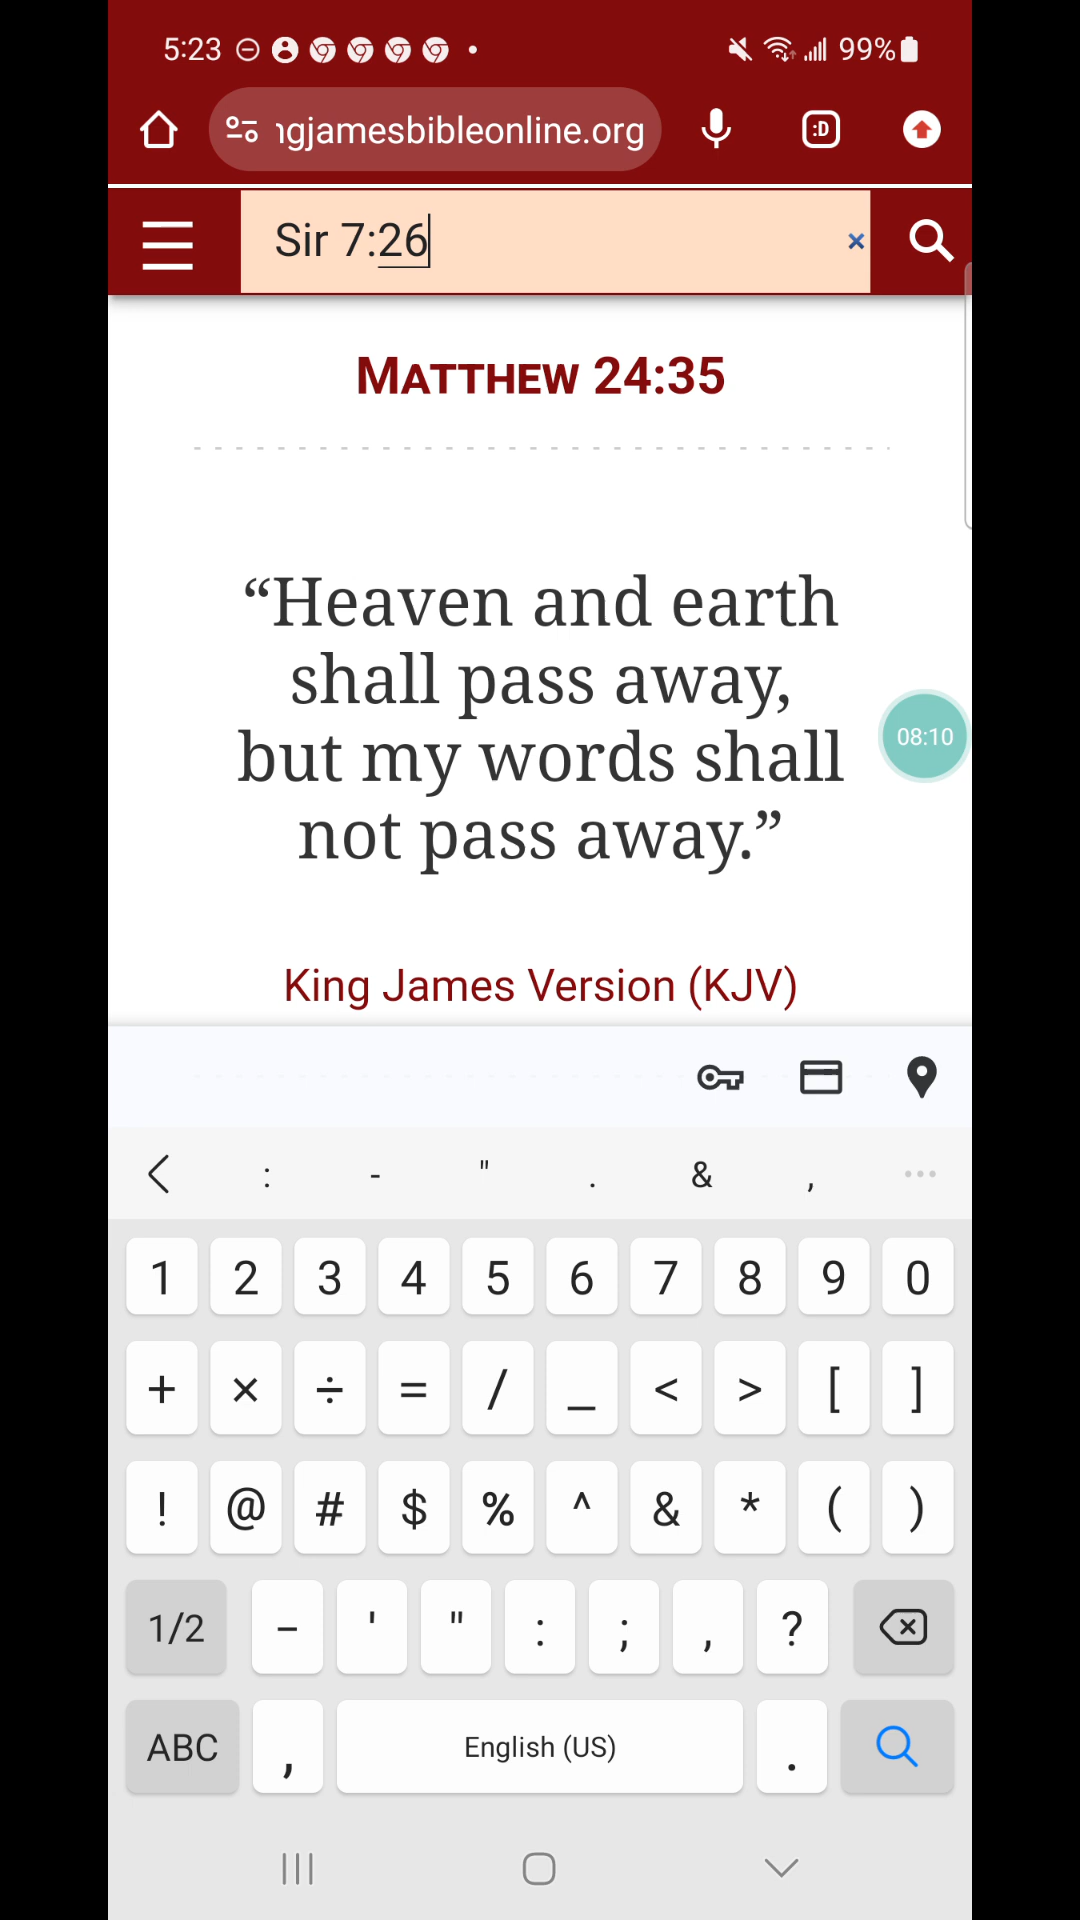 5:23 99%
ngjamesbibleonline.org :D
Sir 7:26 ×
MATTHEW 24:35
“Heaven and earth
shall pass away,
but my words shall
not pass away.”
08:10
King James Version (KJV)
: - " . & , ...
1 2 3 4 5 6 7 8 9 0
+ × ÷ = / _ < > [ ]
! @ # $ % ^ & * ( )
1/2 - ' " : ; , ?
ABC , English (US) .